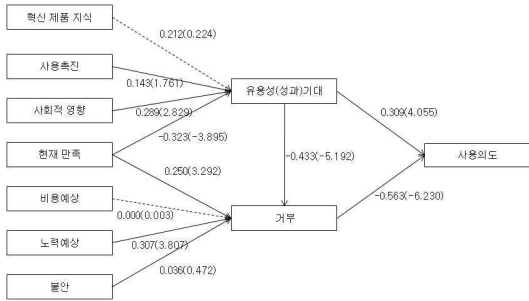 혁신 제품 지식
0.212(0.224)
사용촉진
0.143(1.761)
유용성(성과)기대
사회적 영향
0.289(2.829)
0.309(4.055)
-0.323(-3.895)
현재 만족
-0.433(-5.192)
사용의도
0.250(3.292)
비용예상
-0.563(-6.230)
0.000(0.003)
거부
노력예상
0.307(3.807)
0.036(0.472)
불안